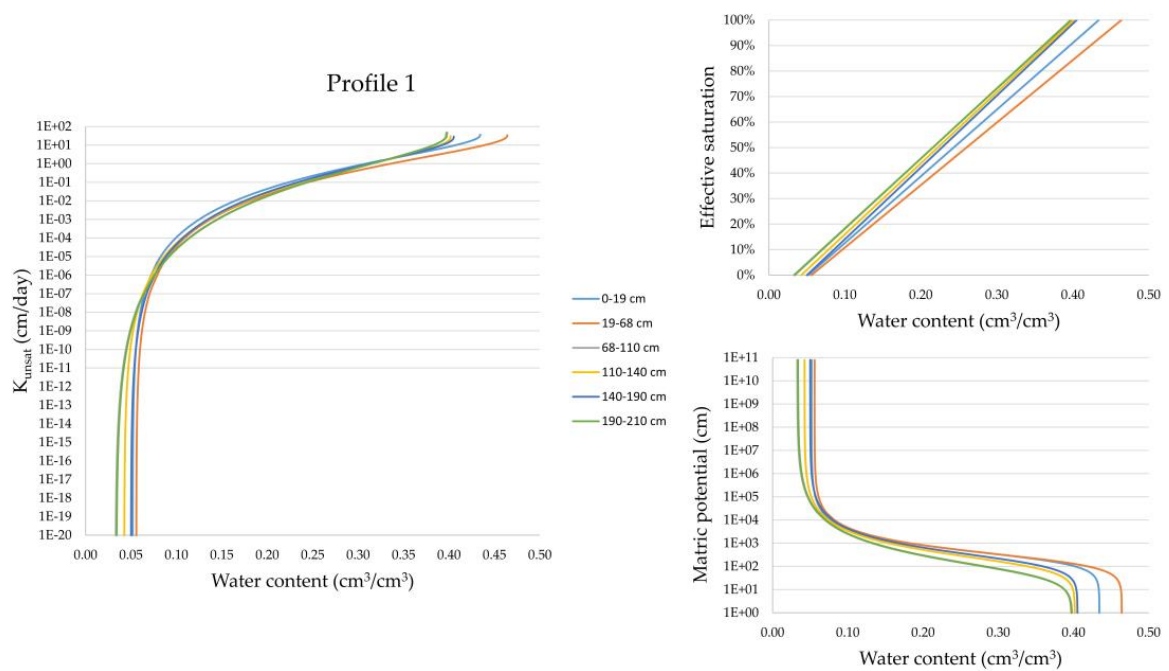 Profile 1
1E+02
1E+01
1E+00
1E-01
1E-02
1E-03
1E-04
1E-05
1E-06
1E-07
1E-08
1E-09
1E-10
1E-11
1E-12
1E-13
1E-14
1E-15
1E-16
1E-17
1E-18
1E-19
1E-20
K_unsat (cm/day)
0.00 0.05 0.10 0.15 0.20 0.25 0.30 0.35 0.40 0.45 0.50
Water content (cm³/cm³)
0-19 cm
19-68 cm
68-110 cm
110-140 cm
140-190 cm
190-210 cm
100%
90%
80%
70%
60%
50%
40%
30%
20%
10%
0%
Effective saturation
0.00 0.10 0.20 0.30 0.40 0.50
Water content (cm³/cm³)
1E+11
1E+10
1E+09
1E+08
1E+07
1E+06
1E+05
1E+04
1E+03
1E+02
1E+01
1E+00
Matric potential (cm)
0.00 0.10 0.20 0.30 0.40 0.50
Water content (cm³/cm³)